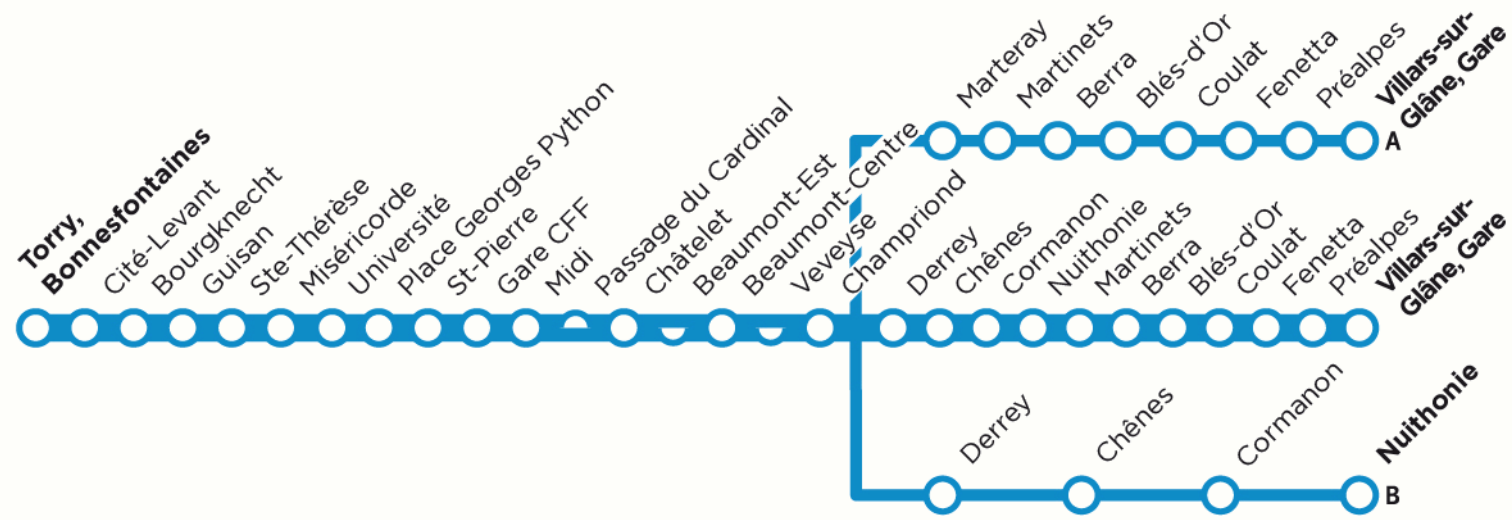 Torry,
Bonnesfontaines
Cité-Levant
Bourgknecht
Guisan
Ste-Thérèse
Miséricorde
Université
Place Georges Python
St-Pierre
Gare CFF
Midi
Passage du Cardinal
Châtelet
Beaumont-Est
Beaumont-Centre
Veveyse
Champriond
Marteray
Martinets
Berra
Blés-d'Or
Coulat
Fenetta
Préalpes
Villars-sur-
Glâne, Gare
A
Derrey
Chênes
Cormanon
Nuithonie
Martinets
Berra
Blés-d'Or
Coulat
Fenetta
Préalpes
Villars-sur-
Glâne, Gare
Derrey
Chênes
Cormanon
Nuithonie
B